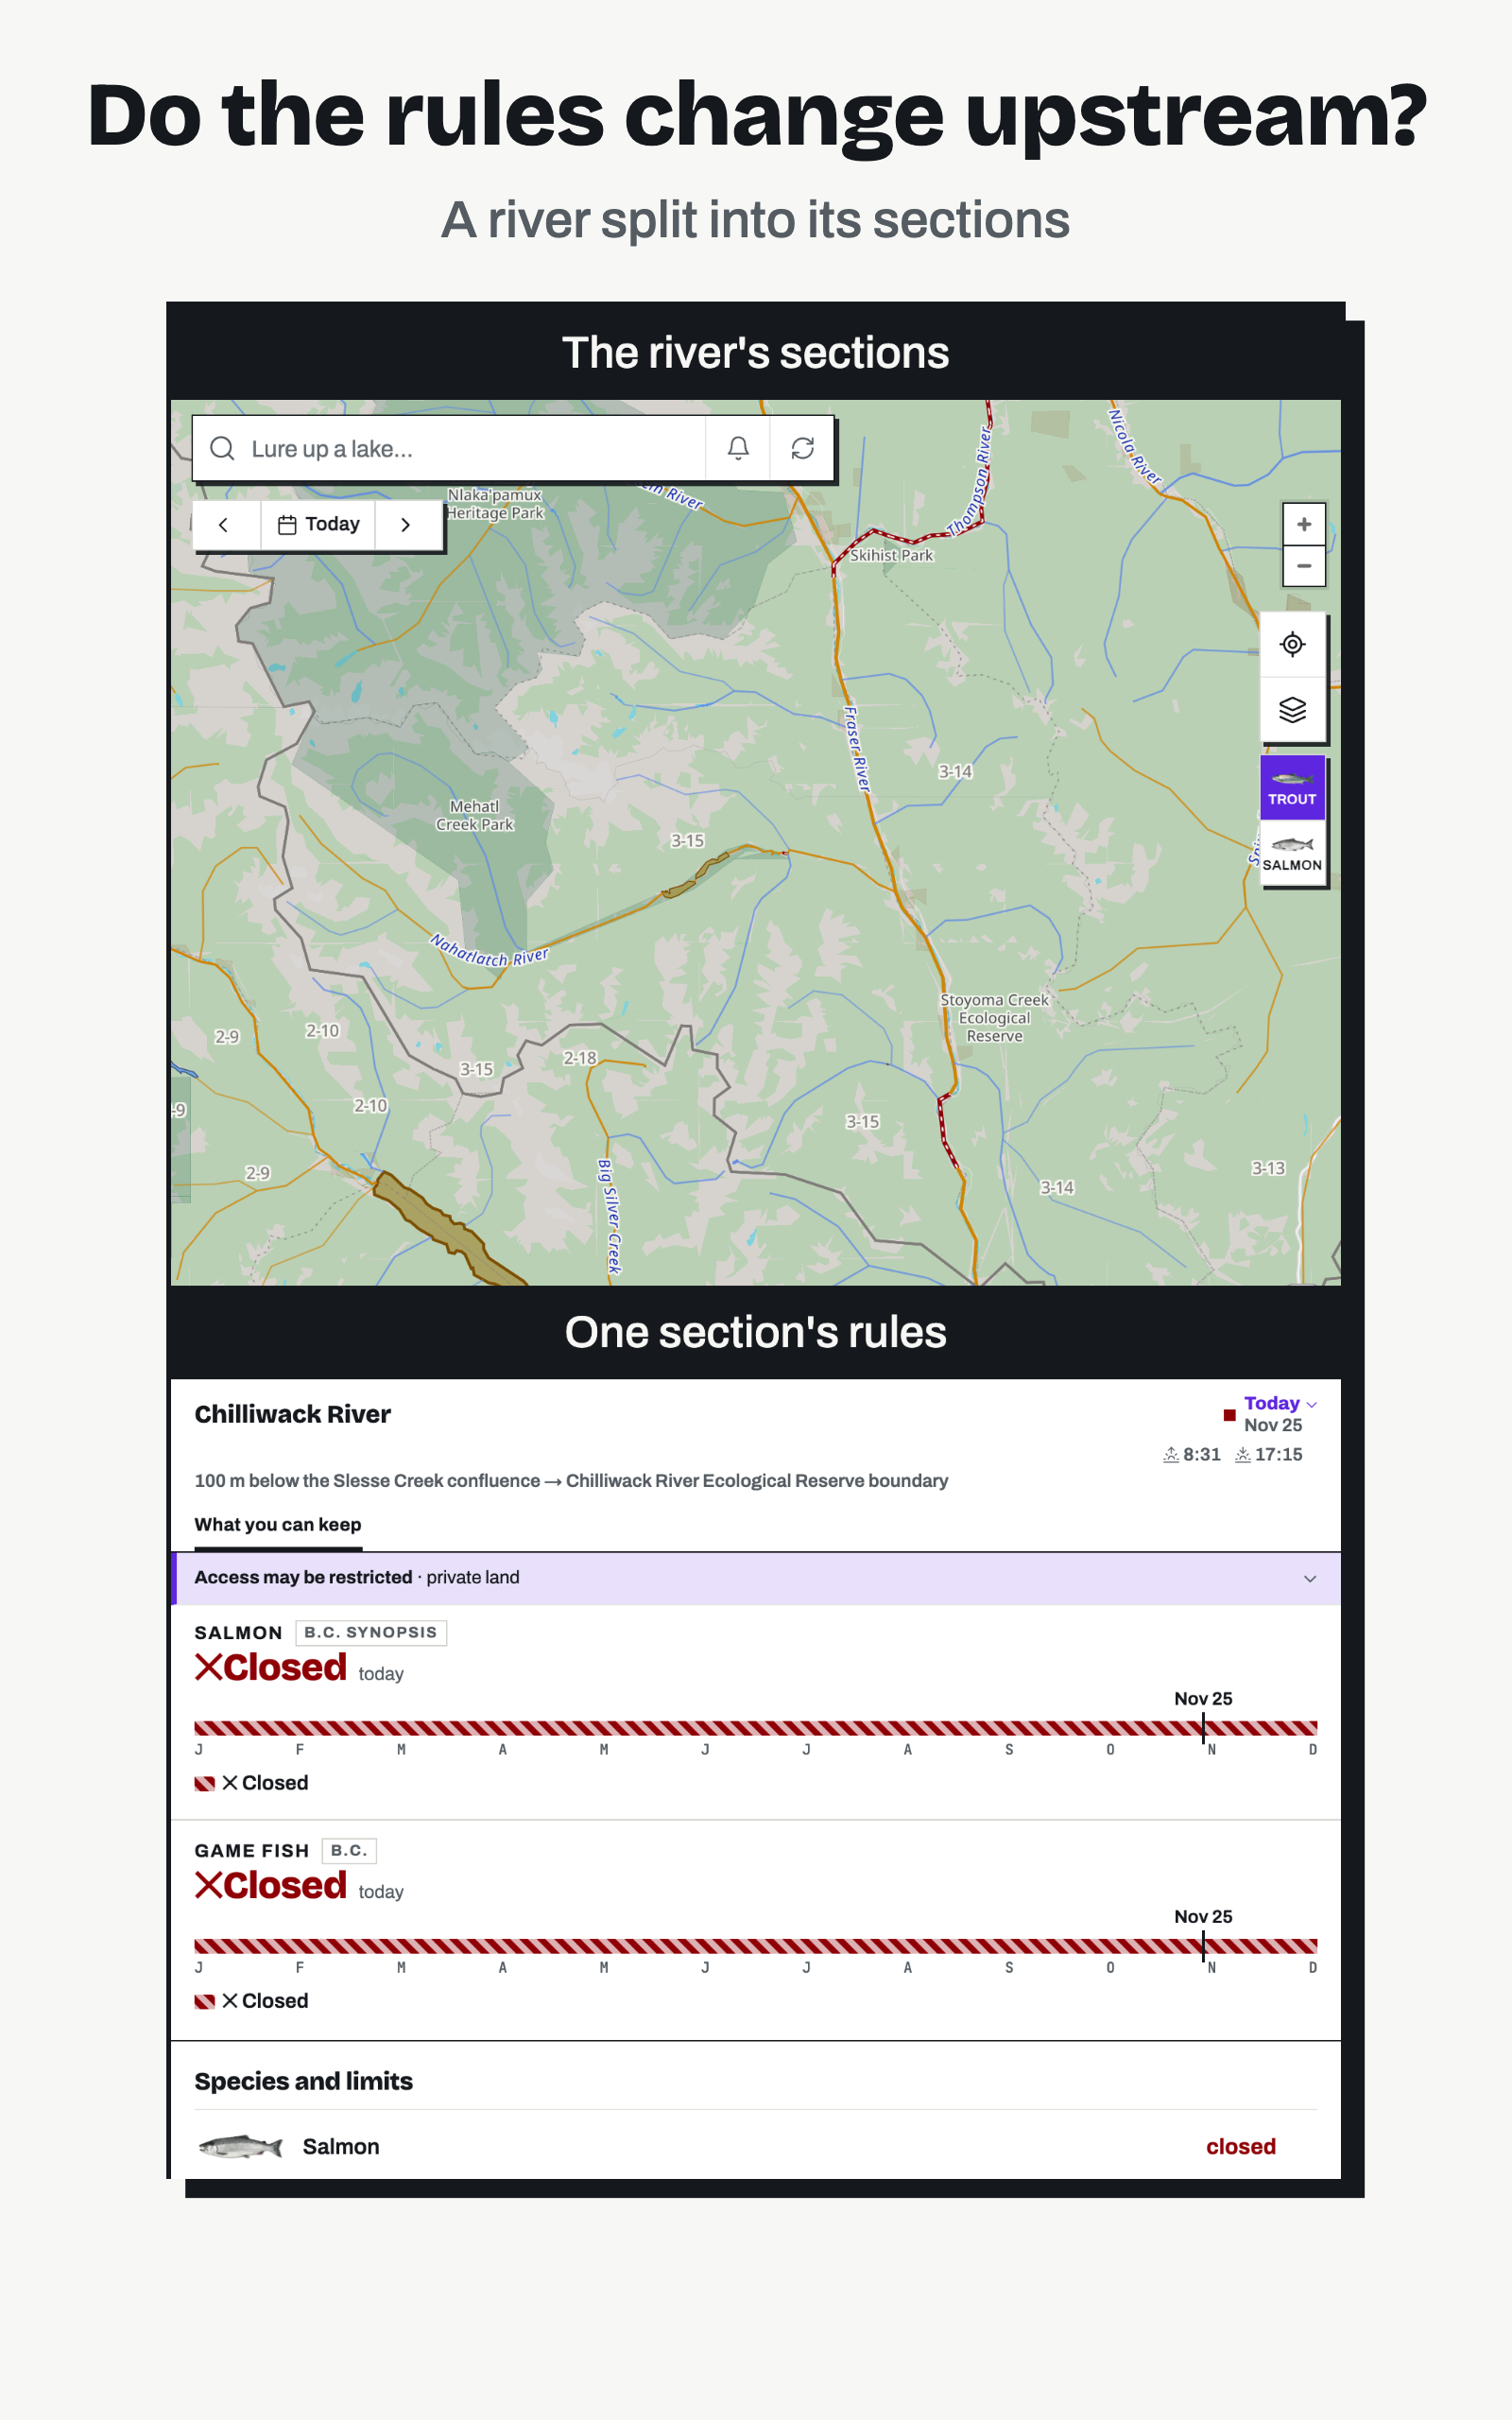 Do the rules change upstream?
A river split into its sections
The river's sections
Lure up a lake...
Today
Nlaka'pamux
Heritage Park
River
Thompson River
Nicola River
Skihist Park
Fraser River
3-14
TROUT
SALMON
Mehatl
Creek Park
3-15
Nahatlatch River
Stoyoma Creek
Ecological
Reserve
2-9
2-10
3-15
2-18
-9
2-10
3-15
2-9
Big Silver Creek
3-14
3-13
One section's rules
Chilliwack River
Today
Nov 25
8:31 17:15
100 m below the Slesse Creek confluence → Chilliwack River Ecological Reserve boundary
What you can keep
Access may be restricted · private land
SALMON B.C. SYNOPSIS
Closed today
Nov 25
J F M A M J J A S O N D
Closed
GAME FISH B.C.
Closed today
Nov 25
J F M A M J J A S O N D
Closed
Species and limits
Salmon closed